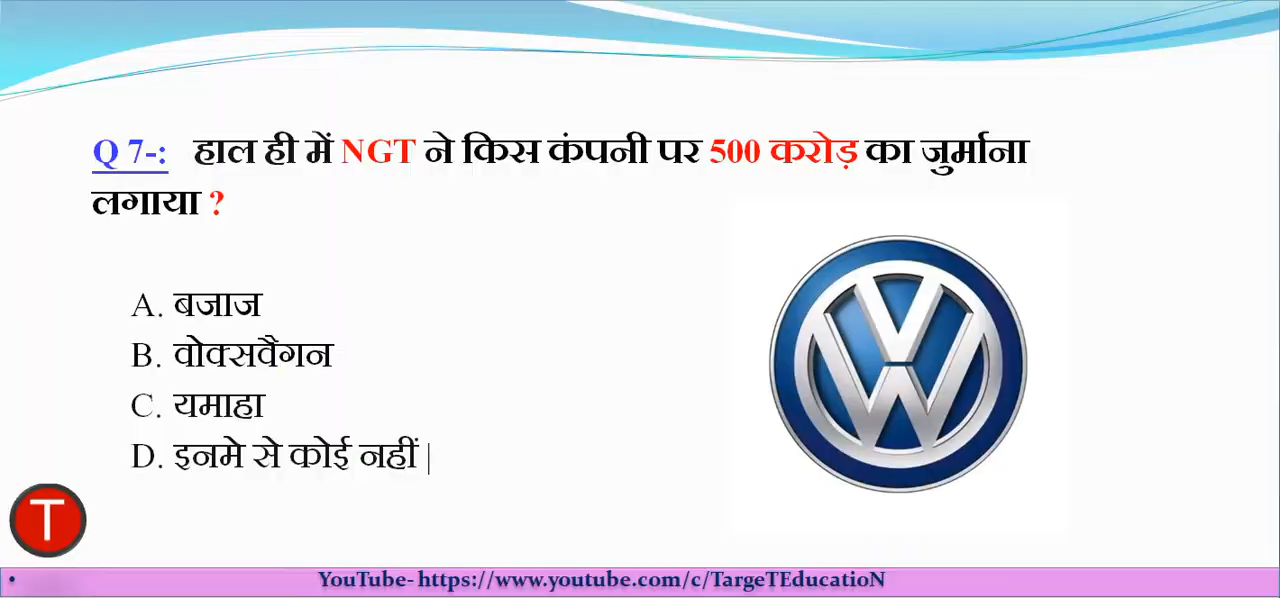 Q 7-: हाल ही में NGT ने किस कंपनी पर 500 करोड़ का जुर्माना
लगाया ?
A. बजाज
B. वोक्सवैगन
C. यमाहा
D. इनमे से कोई नहीं |
T
• YouTube- https://www.youtube.com/c/TargeTEducatioN